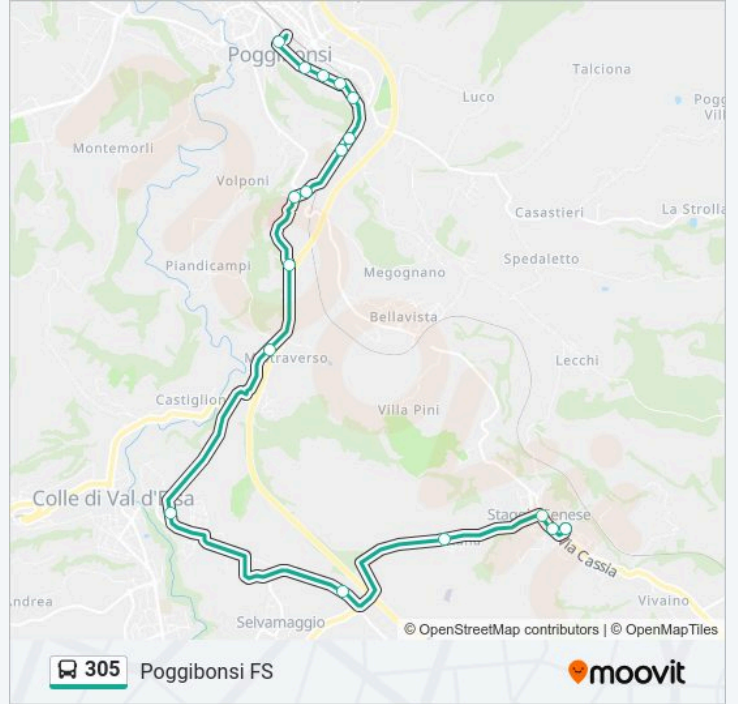 Poggibonsi
Talciona
Luco
Pogg
Vill
Montemorli
Volponi
Casastieri
La Strolla
Spedaletto
Piandicampi
Megognano
Bellavista
Lecchi
Castiglion
Villa Pini
Colle di Val d'Elsa
Staggia Senese
Via Cassia
ndrea
Vivaino
Selvamaggio
© OpenStreetMap contributors | © OpenMapTiles
305 Poggibonsi FS
moovit